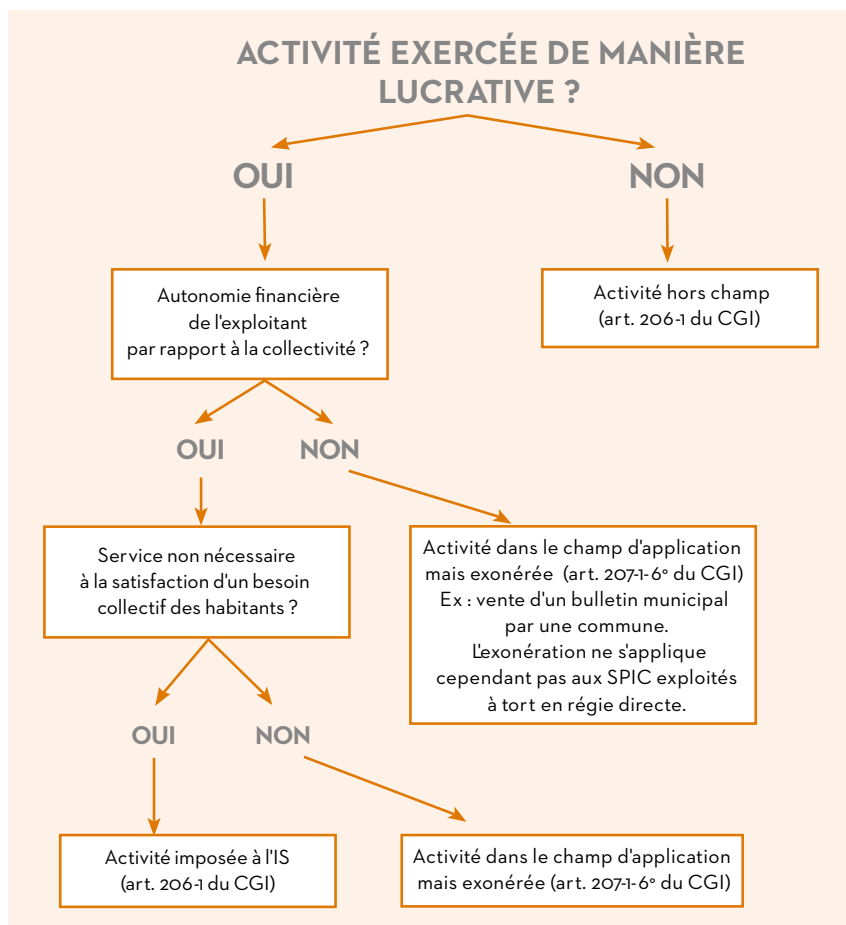 ACTIVITÉ EXERCÉE DE MANIÈRE
LUCRATIVE ?
OUI
NON
Autonomie financière
de l'exploitant
par rapport à la collectivité ?
Activité hors champ
(art. 206-1 du CGI)
OUI
NON
Service non nécessaire
à la satisfaction d'un besoin
collectif des habitants ?
Activité dans le champ d'application
mais exonérée (art. 207-1-6° du CGI)
Ex : vente d'un bulletin municipal
par une commune.
L'exonération ne s'applique
cependant pas aux SPIC exploités
à tort en régie directe.
OUI
NON
Activité imposée à l'IS
(art. 206-1 du CGI)
Activité dans le champ d'application
mais exonérée (art. 207-1-6° du CGI)